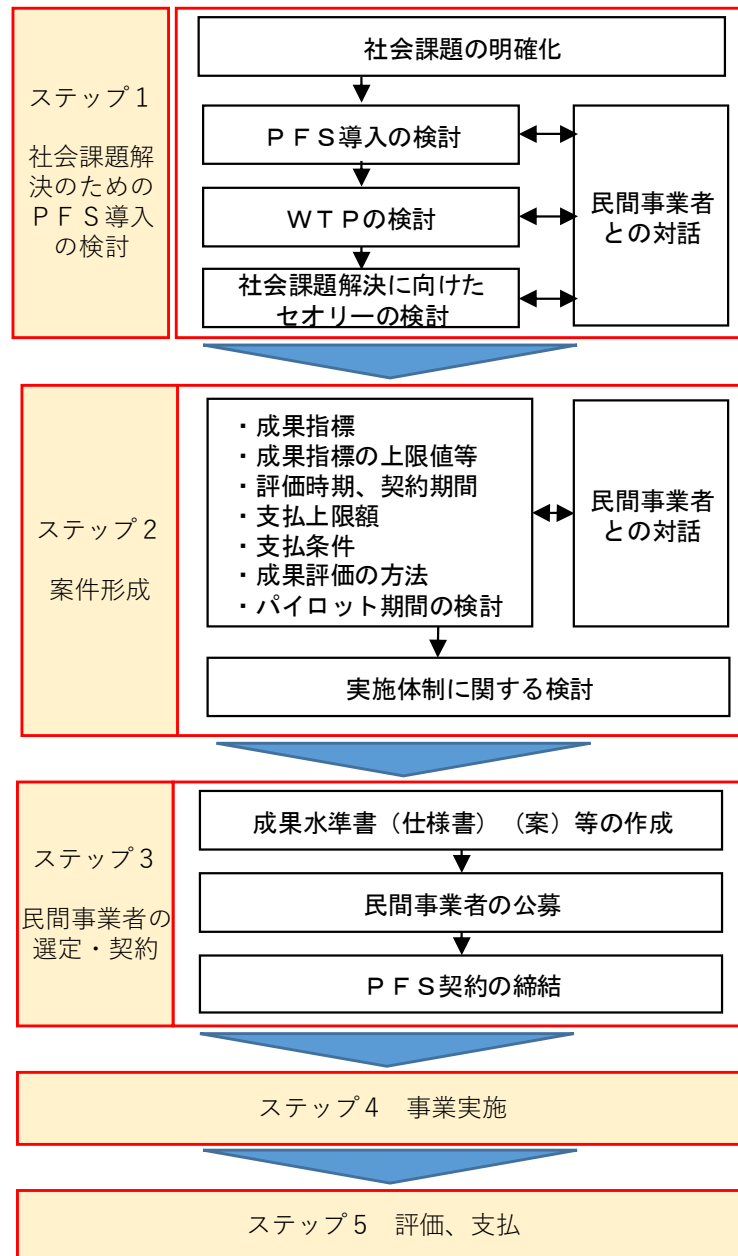 ステップ１
社会課題解
決のための
ＰＦＳ導入
の検討
社会課題の明確化
ＰＦＳ導入の検討
ＷＴＰの検討
社会課題解決に向けた
セオリーの検討
民間事業者
との対話
ステップ２
案件形成
・成果指標
・成果指標の上限値等
・評価時期、契約期間
・支払上限額
・支払条件
・成果評価の方法
・パイロット期間の検討
民間事業者
との対話
実施体制に関する検討
ステップ３
民間事業者の
選定・契約
成果水準書（仕様書）（案）等の作成
民間事業者の公募
ＰＦＳ契約の締結
ステップ４　事業実施
ステップ５　評価、支払